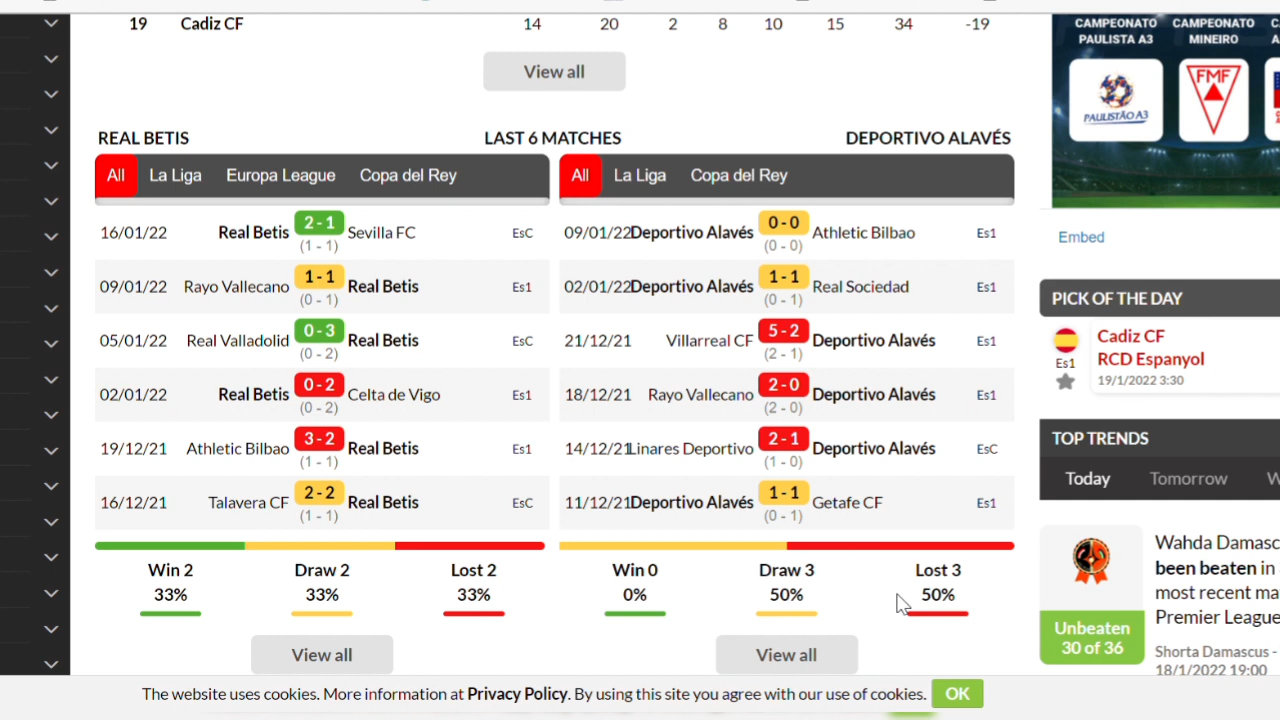 19 Cadiz CF 14 20 2 8 10 15 34 -19
View all
REAL BETIS LAST 6 MATCHES DEPORTIVO ALAVÉS
All La Liga Europa League Copa del Rey
16/01/22 Real Betis 2 - 1 Sevilla FC EsC
(1 - 1)
09/01/22 Rayo Vallecano 1 - 1 Real Betis Es1
(0 - 1)
05/01/22 Real Valladolid 0 - 3 Real Betis EsC
(0 - 2)
02/01/22 Real Betis 0 - 2 Celta de Vigo Es1
(0 - 2)
19/12/21 Athletic Bilbao 3 - 2 Real Betis Es1
(1 - 1)
16/12/21 Talavera CF 2 - 2 Real Betis EsC
(1 - 1)
Win 2 Draw 2 Lost 2
33% 33% 33%
View all
All La Liga Copa del Rey
09/01/22 Deportivo Alavés 0 - 0 Athletic Bilbao Es1
(0 - 0)
02/01/22 Deportivo Alavés 1 - 1 Real Sociedad Es1
(0 - 1)
21/12/21 Villarreal CF 5 - 2 Deportivo Alavés Es1
(2 - 1)
18/12/21 Rayo Vallecano 2 - 0 Deportivo Alavés Es1
(2 - 0)
14/12/21 Linares Deportivo 2 - 1 Deportivo Alavés EsC
(1 - 0)
11/12/21 Deportivo Alavés 1 - 1 Getafe CF Es1
(0 - 1)
Win 0 Draw 3 Lost 3
0% 50% 50%
View all
CAMPEONATO CAMPEONATO
PAULISTA A3 MINEIRO
PAULISTÃO A3 FMF
Embed
PICK OF THE DAY
Cadiz CF
Es1 RCD Espanyol
19/1/2022 3:30
TOP TRENDS
Today Tomorrow
Wahda Damasc
been beaten in
most recent ma
Premier League
Unbeaten
30 of 36
Shorta Damascus -
18/1/2022 19:00
The website uses cookies. More information at Privacy Policy. By using this site you agree with our use of cookies. OK